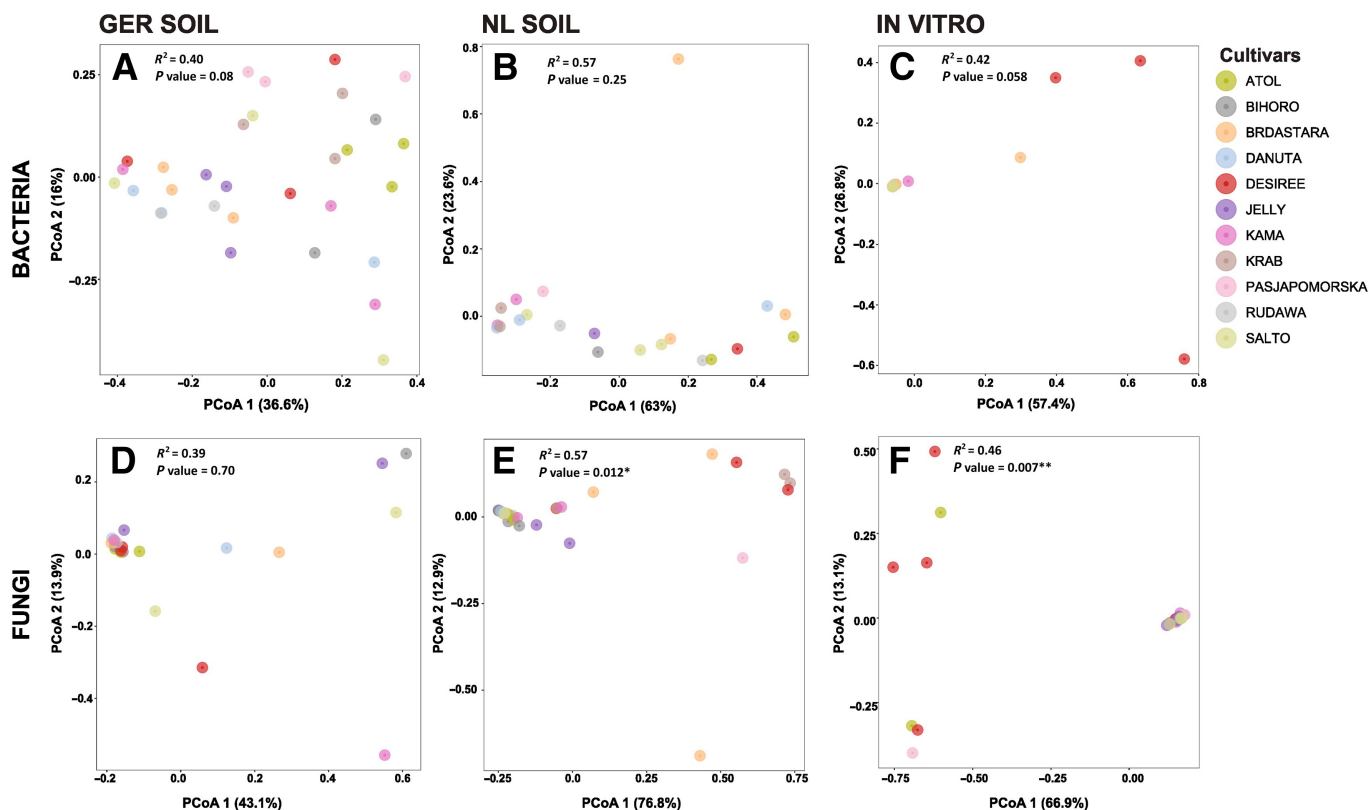 GER SOIL
NL SOIL
IN VITRO
BACTERIA
FUNGI
A
R² = 0.40
P value = 0.08
0.25
0.00
−0.25
PCoA 2 (16%)
−0.4
−0.2
0.0
0.2
0.4
PCoA 1 (36.6%)
B
R² = 0.57
P value = 0.25
0.8
0.6
0.4
0.2
0.0
PCoA 2 (23.6%)
−0.2
0.0
0.2
0.4
PCoA 1 (63%)
C
R² = 0.42
P value = 0.058
0.4
0.2
0.0
−0.2
−0.4
−0.6
PCoA 2 (26.8%)
0.0
0.2
0.4
0.6
0.8
PCoA 1 (57.4%)
Cultivars
ATOL
BIHORO
BRDASTARA
DANUTA
DESIREE
JELLY
KAMA
KRAB
PASJAPOMORSKA
RUDAWA
SALTO
D
R² = 0.39
P value = 0.70
0.2
0.0
−0.2
−0.4
PCoA 2 (13.9%)
−0.2
0.0
0.2
0.4
0.6
PCoA 1 (43.1%)
E
R² = 0.57
P value = 0.012*
0.00
−0.25
−0.50
PCoA 2 (12.9%)
−0.25
0.0
0.25
0.50
0.75
PCoA 1 (76.8%)
F
R² = 0.46
P value = 0.007**
0.50
0.25
0.00
−0.25
PCoA 2 (13.1%)
−0.75
−0.50
−0.25
0.00
PCoA 1 (66.9%)